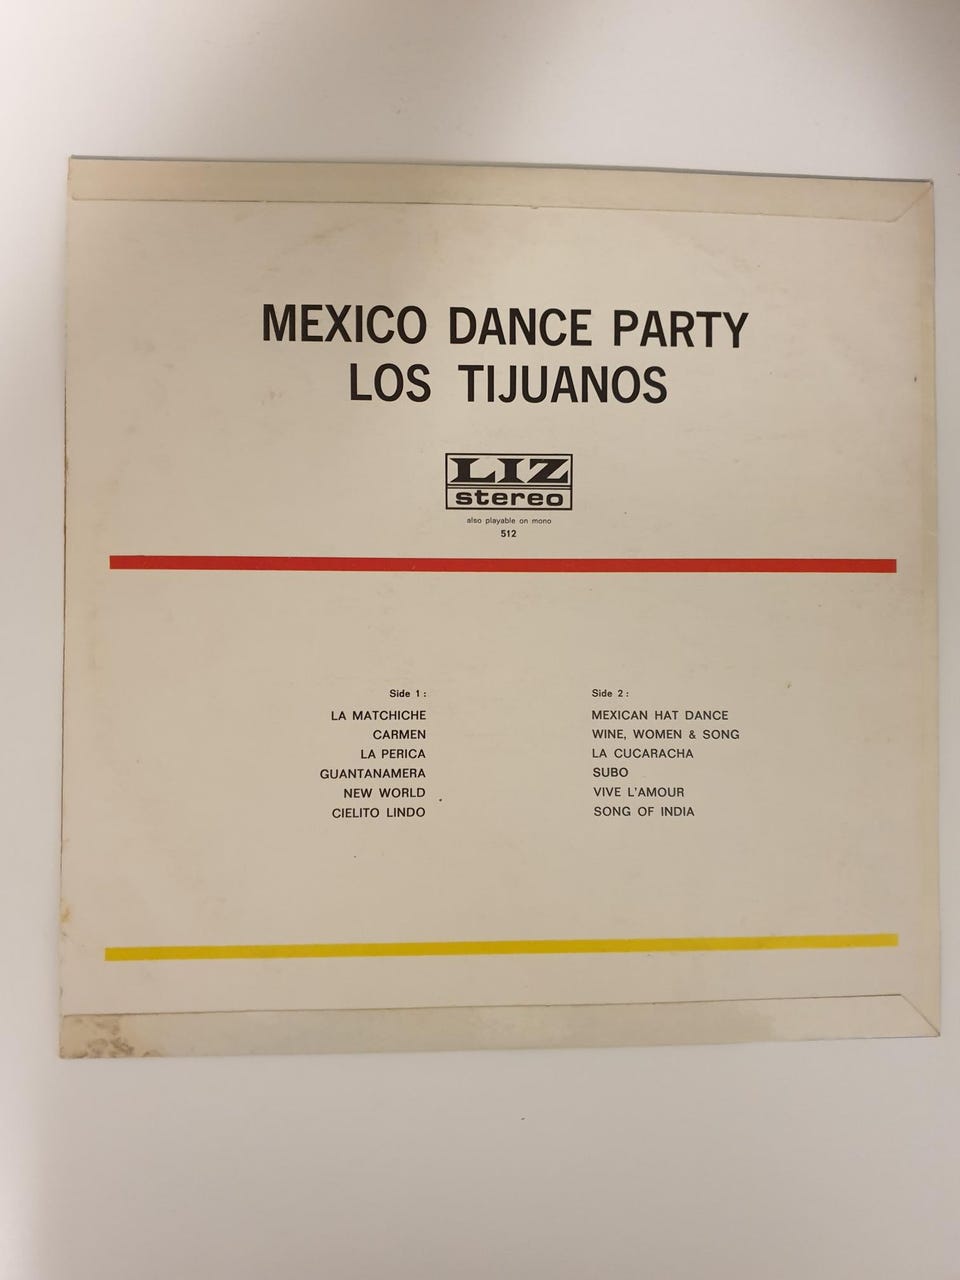 MEXICO DANCE PARTY
LOS TIJUANOS
LIZ
stereo
also playable on mono
512
Side 1 :
LA MATCHICHE
CARMEN
LA PERICA
GUANTANAMERA
NEW WORLD
CIELITO LINDO
Side 2 :
MEXICAN HAT DANCE
WINE, WOMEN & SONG
LA CUCARACHA
SUBO
VIVE L'AMOUR
SONG OF INDIA